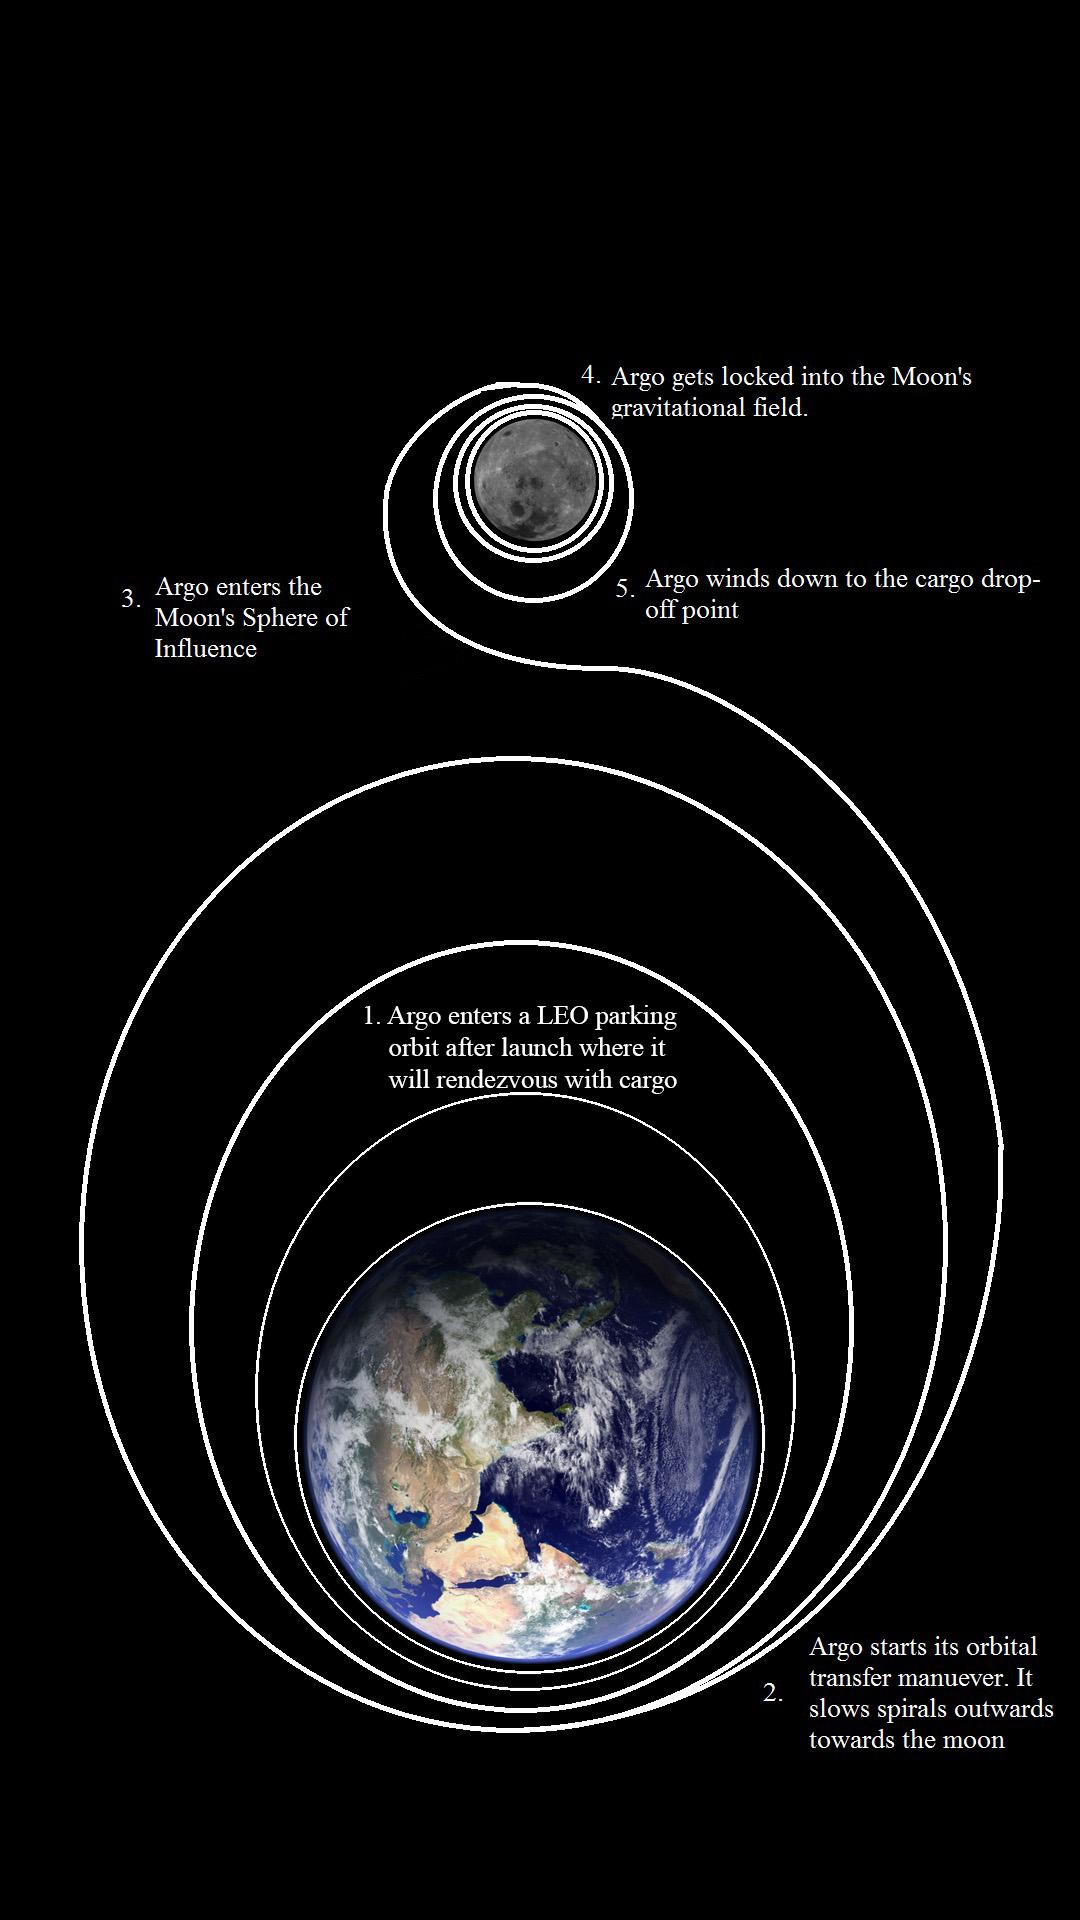 4. Argo gets locked into the Moon's
gravitational field.
3. Argo enters the
Moon's Sphere of
Influence
5. Argo winds down to the cargo drop-
off point
1. Argo enters a LEO parking
orbit after launch where it
will rendezvous with cargo
2. Argo starts its orbital
transfer manuever. It
slows spirals outwards
towards the moon